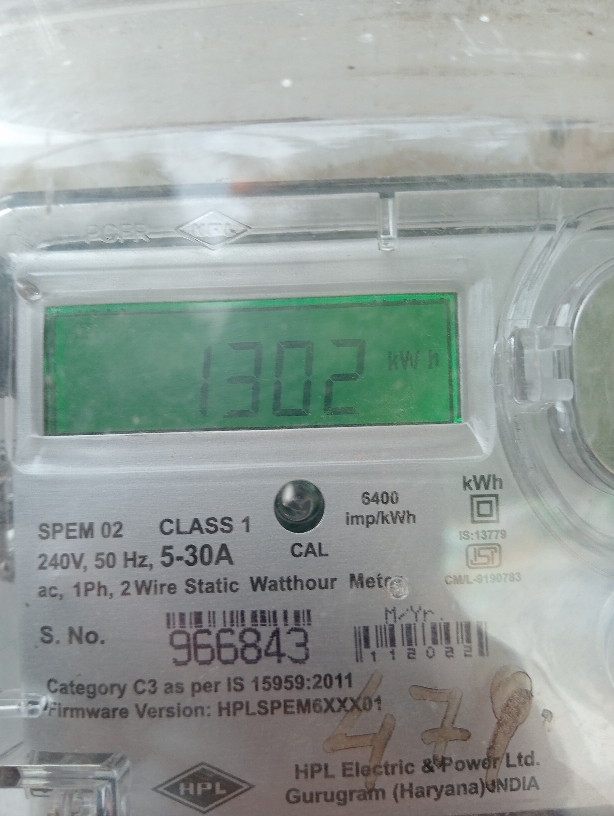 1302 kWh
kWh
6400
imp/kWh
IS:13779
SPEM 02 CLASS 1
240V, 50 Hz, 5-30A
CAL
CM/L-9190783
ac, 1Ph, 2 Wire Static Watthour
M/Yr.
S. No. 966843
112022
Category C3 as per IS 15959:2011
Firmware Version: HPLSPEM6XXX01
HPL
HPL Electric & Power Ltd.
Gurugram (Haryana) INDIA